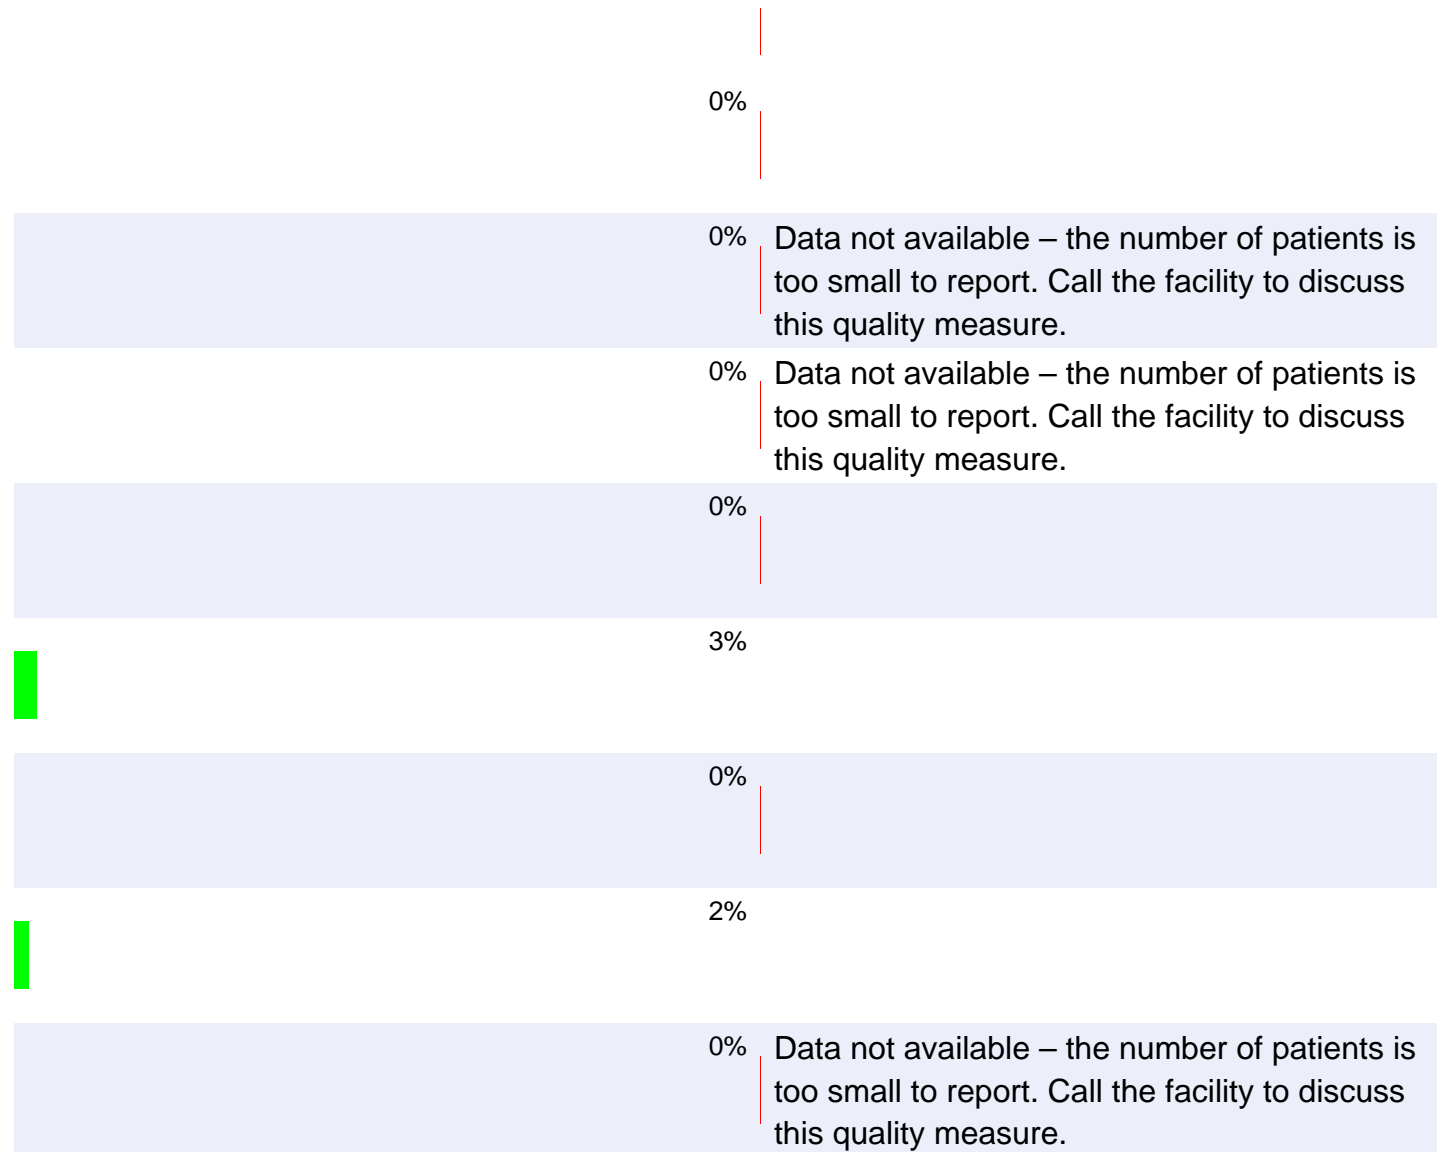 0%
0%
Data not available – the number of patients is
too small to report. Call the facility to discuss
this quality measure.
0%
Data not available – the number of patients is
too small to report. Call the facility to discuss
this quality measure.
0%
3%
0%
2%
0%
Data not available – the number of patients is
too small to report. Call the facility to discuss
this quality measure.